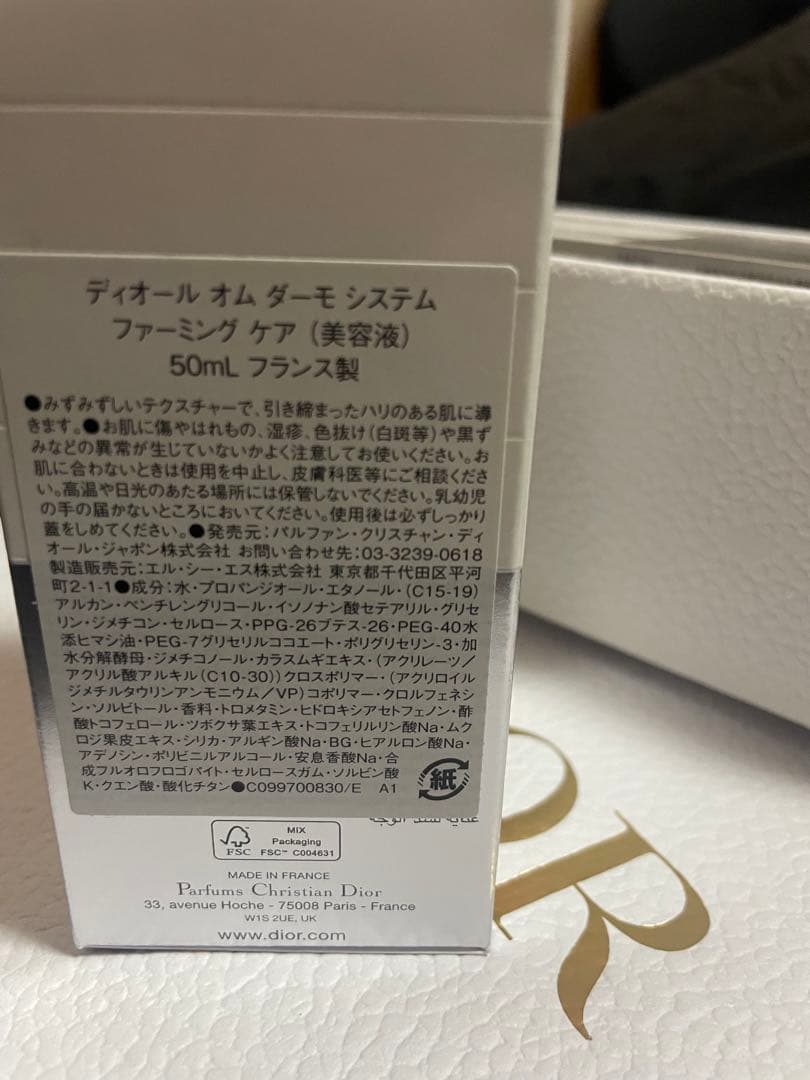 ディオール オム ダーモ システム
ファーミング ケア (美容液)
50mL フランス製
●みずみずしいテクスチャーで、引き締まったハリのある肌に導
きます。●お肌に傷やはれもの、湿疹、色抜け(白斑等)や黒ず
みなどの異常が生じていないかよく注意してお使いください。お
肌に合わないときは使用を中止し、皮膚科医等にご相談くださ
い。高温や日光のあたる場所には保管しないでください。乳幼児
の手の届かないところにおいてください。使用後は必ずしっかり
蓋をしめてください。●発売元:パルファン・クリスチャン・ディ
オール・ジャポン株式会社 お問い合わせ先:03-3239-0618
製造販売元:エル・シー・エス株式会社 東京都千代田区平河
町2-1-1●成分:水・プロパンジオール・エタノール・(C15-19)
アルカン・ペンチレングリコール・イソノナン酸セテアリル・グリセ
リン・ジメチコン・セルロース・PPG-26ブテス-26・PEG-40水
添ヒマシ油・PEG-7グリセリルココエート・ポリグリセリン-3・加
水分解酵母・ジメチコノール・カラスムギエキス・(アクリレーツ/
アクリル酸アルキル(C10-30))クロスポリマー・(アクリロイル
ジメチルタウリンアンモニウム/VP)コポリマー・クロルフェネシ
ン・ソルビトール・香料・トロメタミン・ヒドロキシアセトフェノン・酢
酸トコフェロール・ツボクサ葉エキス・トコフェリルリン酸Na・ムク
ロジ果皮エキス・シリカ・アルギン酸Na・BG・ヒアルロン酸Na・
アデノシン・ポリビニルアルコール・安息香酸Na・合
成フルオロフロゴパイト・セルロースガム・ソルビン酸
K・クエン酸・酸化チタン●C099700830/E A1
紙
FSC
MIX
Packaging
FSC™ C004631
MADE IN FRANCE
Parfums Christian Dior
33, avenue Hoche - 75008 Paris - France
W1S 2UE, UK
www.dior.com
OR